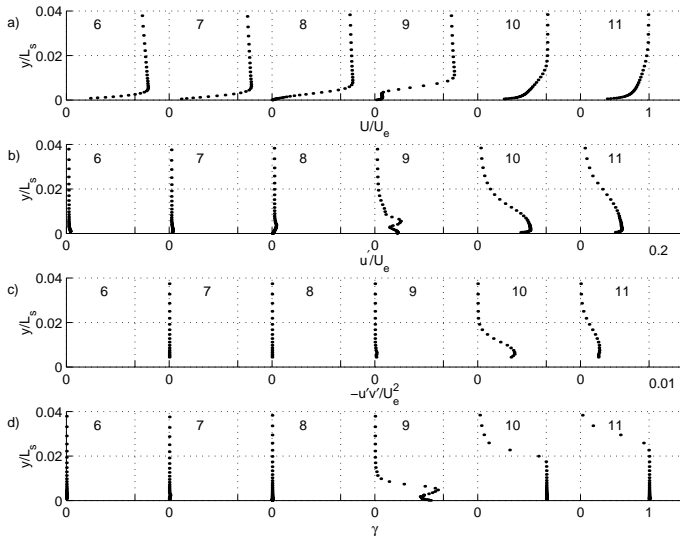 a) 0.04 6 7 8 9 10 11
y/L_s 0.02
0
0 0 0 0 0 0 1
U/U_e
b) 0.04 6 7 8 9 10 11
y/L_s 0.02
0
0 0 0 0 0 0 0.2
u'/U_e
c) 0.04 6 7 8 9 10 11
y/L_s 0.02
0
0 0 0 0 0 0 0.01
−u'v'/U_e^2
d) 0.04 6 7 8 9 10 11
y/L_s 0.02
0
0 0 0 0 0 0 1
γ